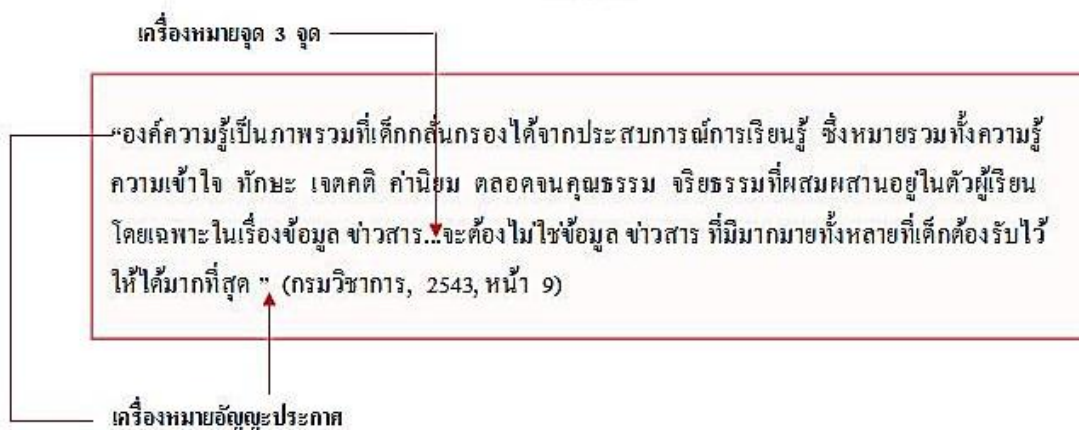 เครื่องหมายจุด 3 จุด
“องค์ความรู้เป็นภาพรวมที่เด็กกลั่นกรองได้จากประสบการณ์การเรียนรู้ ซึ่งหมายรวมทั้งความรู้
ความเข้าใจ ทักษะ เจตคติ ค่านิยม ตลอดจนคุณธรรม จริยธรรมที่ผสมผสานอยู่ในตัวผู้เรียน
โดยเฉพาะในเรื่องข้อมูล ข่าวสาร...จะต้องไม่ใช่ข้อมูล ข่าวสาร ที่มีมากมายทั้งหลายที่เด็กต้องรับไว้
ให้ได้มากที่สุด ” (กรมวิชาการ, 2543, หน้า 9)
เครื่องหมายอัญญะประกาศ